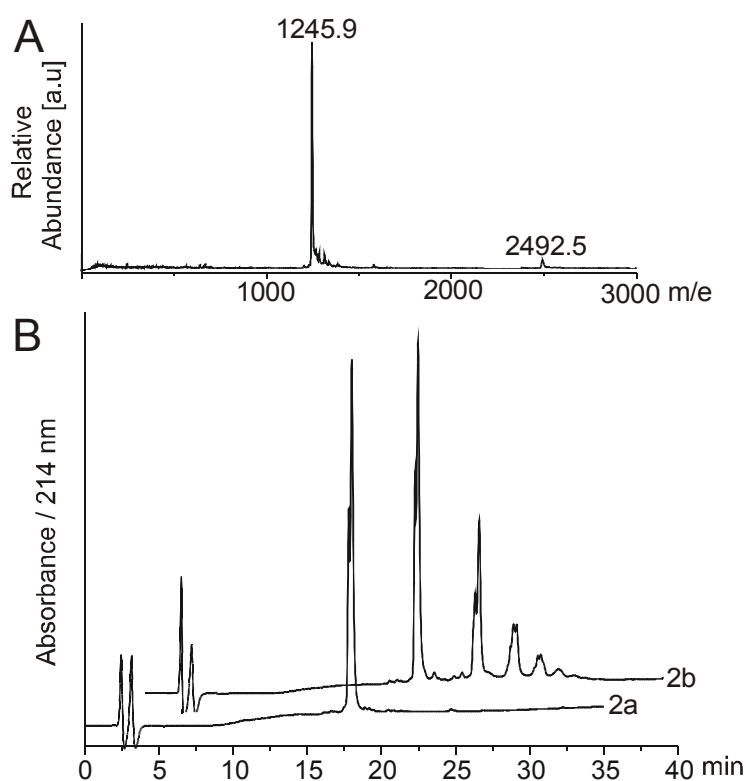 A
1245.9
Relative
Abundance [a.u]
2492.5
1000 2000 3000 m/e
B
Absorbance / 214 nm
2b
2a
0 5 10 15 20 25 30 35 40 min